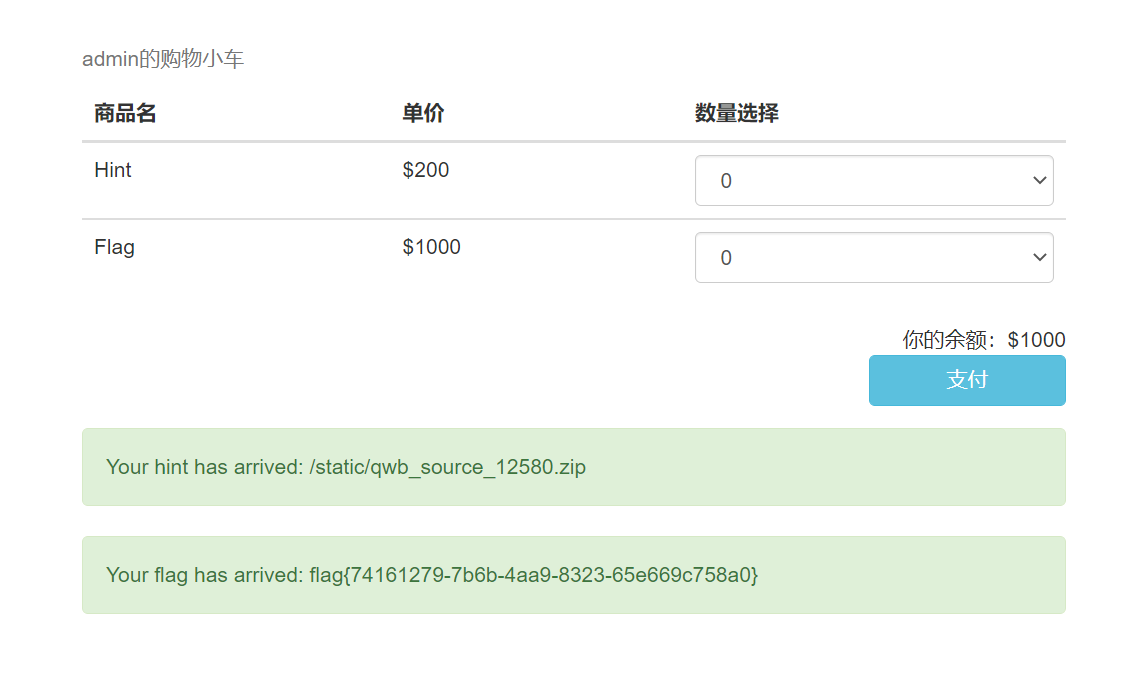 admin的购物小车
商品名 单价 数量选择
Hint $200 0
Flag $1000 0
你的余额：$1000
支付
Your hint has arrived: /static/qwb_source_12580.zip
Your flag has arrived: flag{74161279-7b6b-4aa9-8323-65e669c758a0}